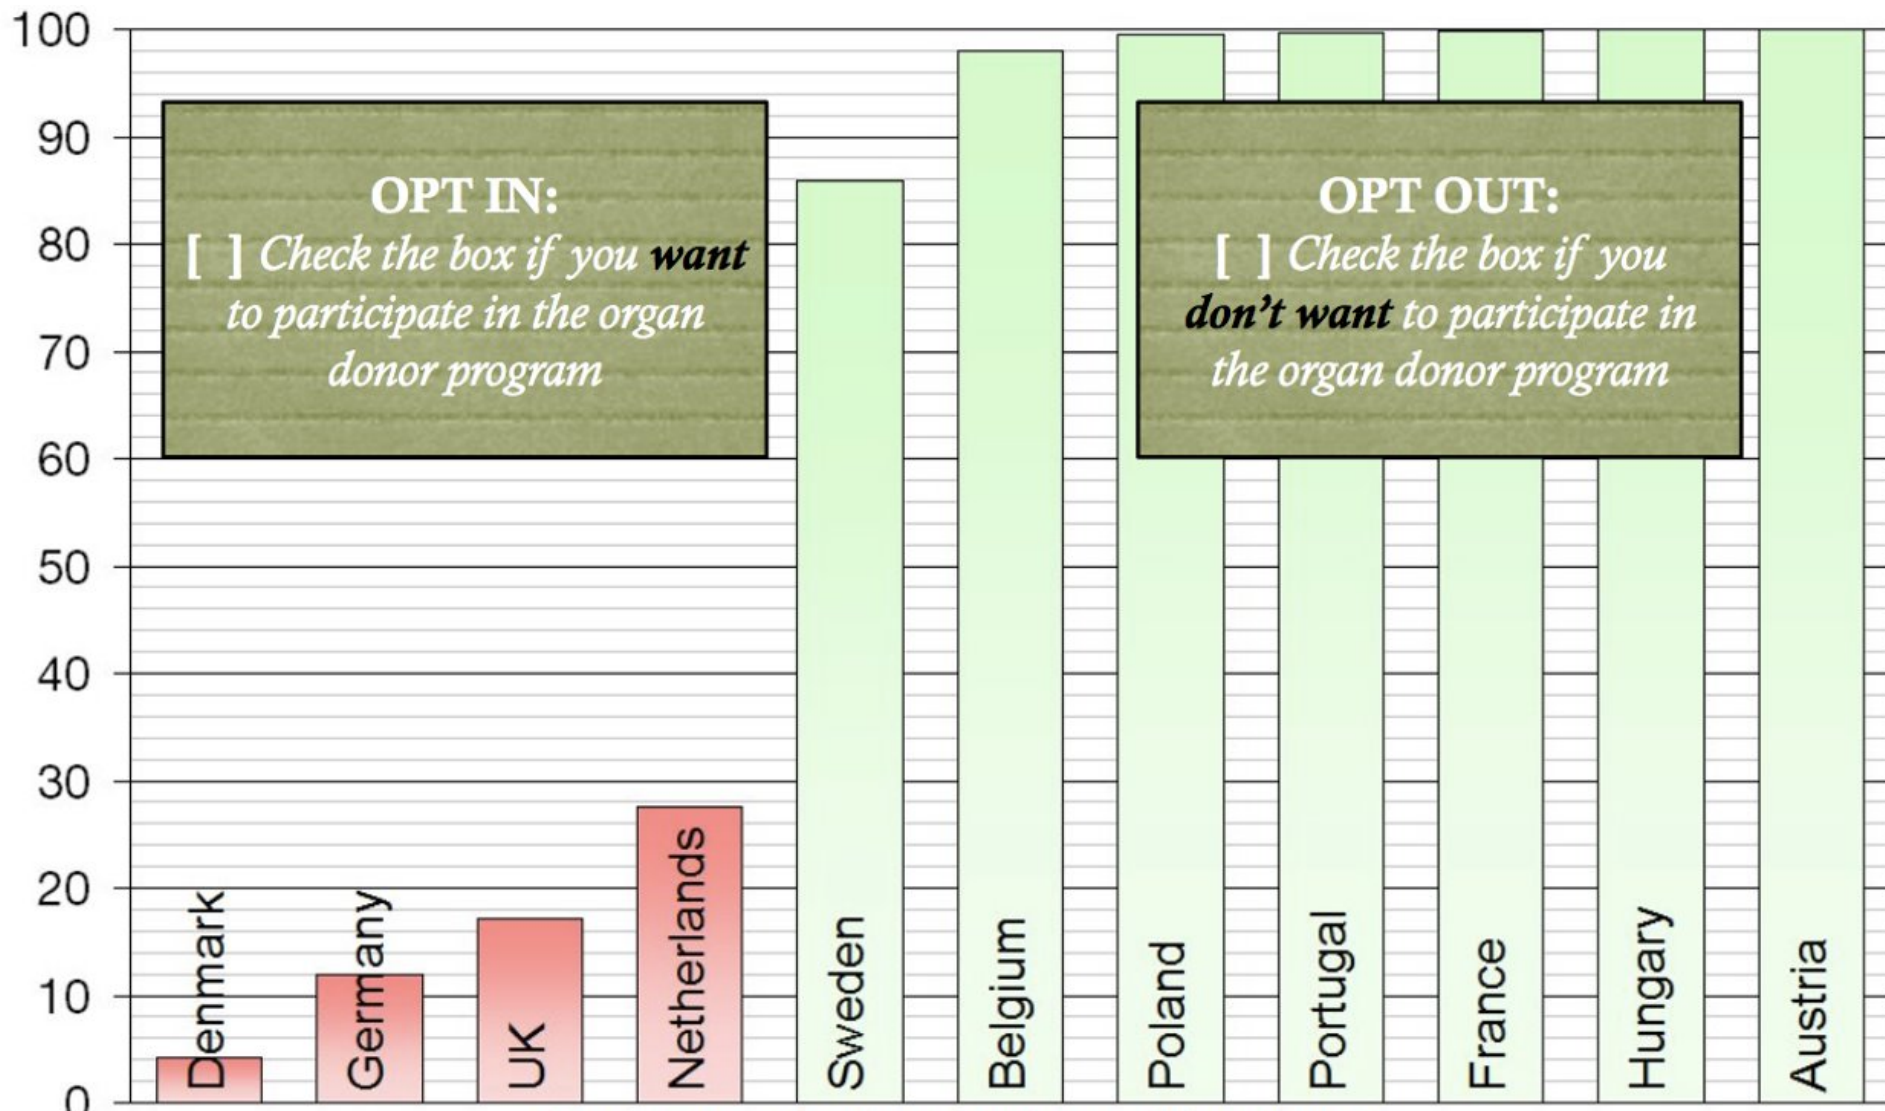 100
90
80
70
60
50
40
30
20
10
0
OPT IN:
[ ] Check the box if you want
to participate in the organ
donor program
OPT OUT:
[ ] Check the box if you
don't want to participate in
the organ donor program
Denmark
Germany
UK
Netherlands
Sweden
Belgium
Poland
Portugal
France
Hungary
Austria